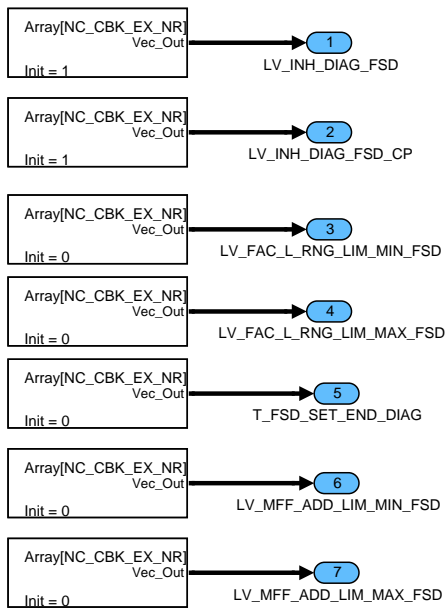 Array[NC_CBK_EX_NR]
Vec_Out
1
Init = 1
LV_INH_DIAG_FSD
Array[NC_CBK_EX_NR]
Vec_Out
2
Init = 1
LV_INH_DIAG_FSD_CP
Array[NC_CBK_EX_NR]
Vec_Out
3
Init = 0
LV_FAC_L_RNG_LIM_MIN_FSD
Array[NC_CBK_EX_NR]
Vec_Out
4
Init = 0
LV_FAC_L_RNG_LIM_MAX_FSD
Array[NC_CBK_EX_NR]
Vec_Out
5
Init = 0
T_FSD_SET_END_DIAG
Array[NC_CBK_EX_NR]
Vec_Out
6
Init = 0
LV_MFF_ADD_LIM_MIN_FSD
Array[NC_CBK_EX_NR]
Vec_Out
7
Init = 0
LV_MFF_ADD_LIM_MAX_FSD